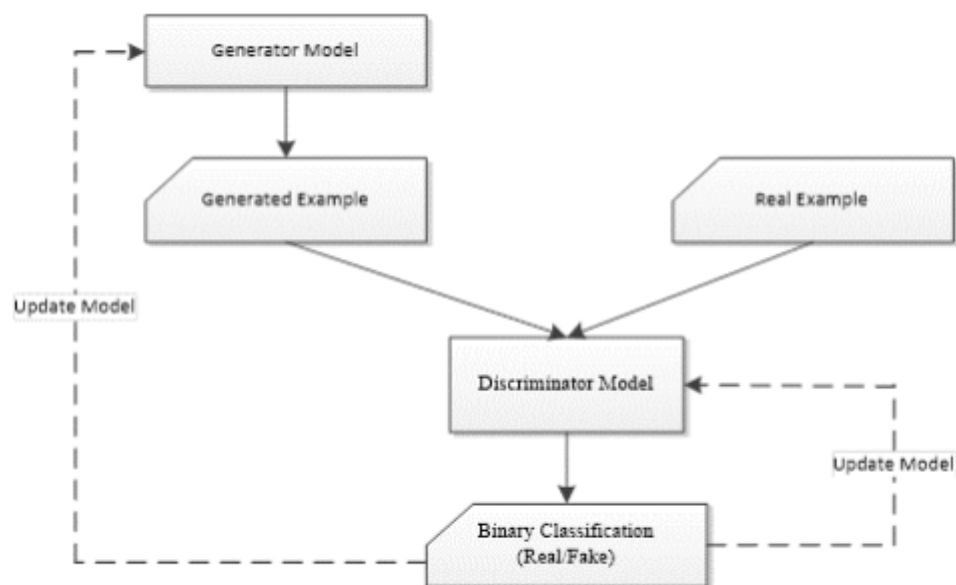 Generator Model
Generated Example
Real Example
Update Model
Discriminator Model
Update Model
Binary Classification
(Real/Fake)